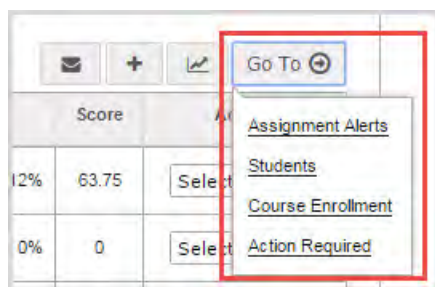 Go To
Score
Assignment Alerts
12% 63.75 Select
Students
Course Enrollment
0% 0 Select
Action Required